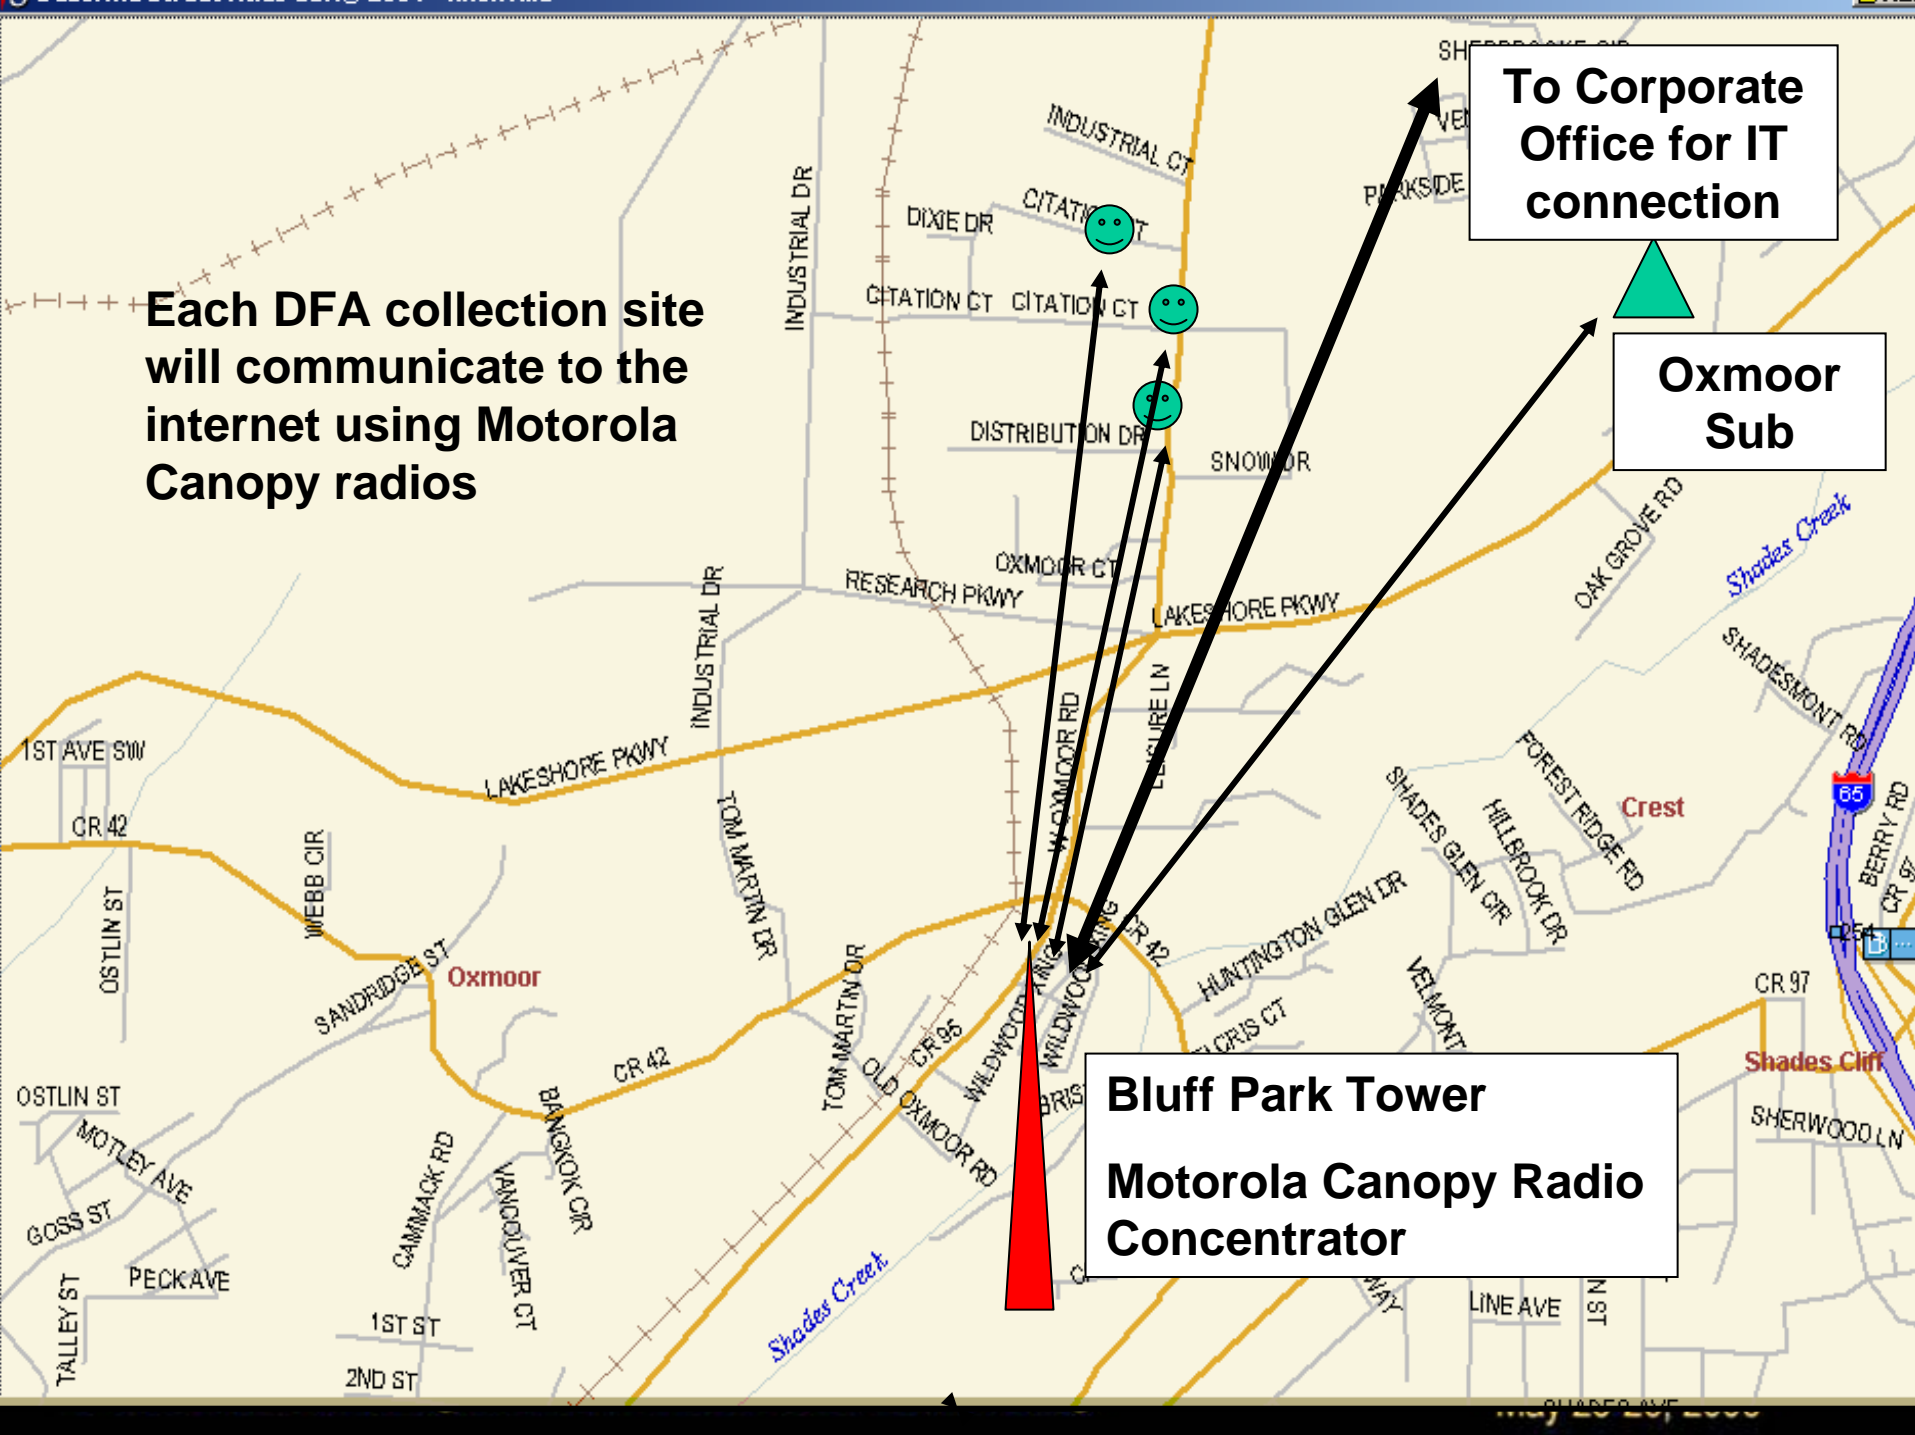 To Corporate
Office for IT
connection
INDUSTRIAL CT
PARKSIDE
DIXIE DR
INDUSTRIAL DR
CITATION CT
CITATION CT
Each DFA collection site
will communicate to the
internet using Motorola
Canopy radios
Oxmoor
Sub
DISTRIBUTION DR
SNOW DR
OAK GROVE RD
Shades Creek
OXMOOR CT
RESEARCH PKWY
LAKESHORE PKWY
INDUSTRIAL DR
SHADESMONT RD
W OXMOOR RD
LEISURE LN
1ST AVE SW
LAKESHORE PKWY
FOREST RIDGE RD
Crest
65
BERRY RD
CR 42
TOM MARTIN DR
SHADES GLEN CIR
HILLBROOK DR
WEBB CIR
OSTLIN ST
CR 42
HUNTINGTON GLEN DR
SANDRIDGE ST
Oxmoor
TOM MARTIN DR
VELMONT
254
CR 97
CR 95
CR 42
OLD OXMOOR RD
Shades Cliff
OSTLIN ST
MOTLEY AVE
BANGKOK CIR
Bluff Park Tower
Motorola Canopy Radio
Concentrator
SHERWOOD LN
GOSS ST
CAMMACK RD
VANCOUVER CT
PECK AVE
TALLEY ST
1ST ST
Shades Creek
WAY
LINE AVE
N ST
2ND ST